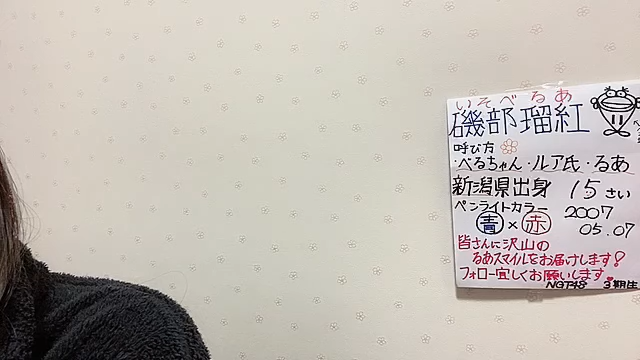 いそべるあ
磯部瑠紅
呼び方
・べるちゃん・ルア氏・るあ
新潟県出身 15さい
ペンライトカラー
青×赤
2007
05.07
皆さんに沢山の
るあスマイルをお届けします!
フォロー宜しくお願いします。
NGT48 3期生